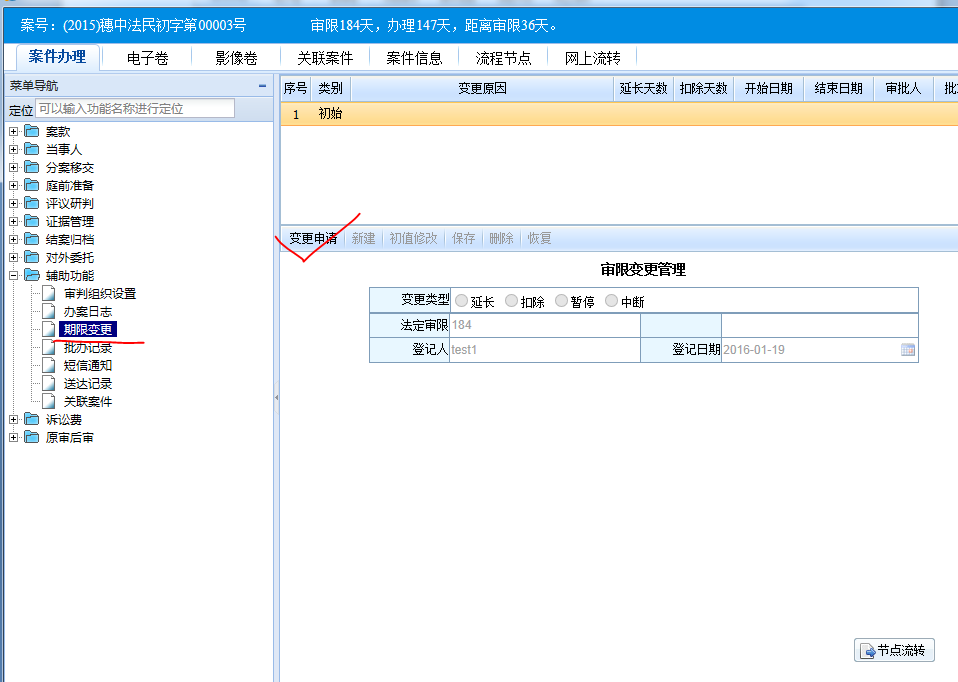 案号：(2015)穗中法民初字第00003号 审限184天，办理147天，距离审限36天。
案件办理 电子卷 影像卷 关联案件 案件信息 流程节点 网上流转
菜单导航
定位 可以输入功能名称进行定位
案款
当事人
分案移交
庭前准备
评议研判
证据管理
结案归档
对外委托
辅助功能
审判组织设置
办案日志
期限变更
批办记录
短信通知
送达记录
关联案件
诉讼费
原审后审
序号 类别 变更原因 延长天数 扣除天数 开始日期 结束日期 审批人 批
1 初始
变更申请 新建 初值修改 保存 删除 恢复
审限变更管理
变更类型 延长 扣除 暂停 中断
法定审限 184
登记人 test1 登记日期 2016-01-19
节点流转